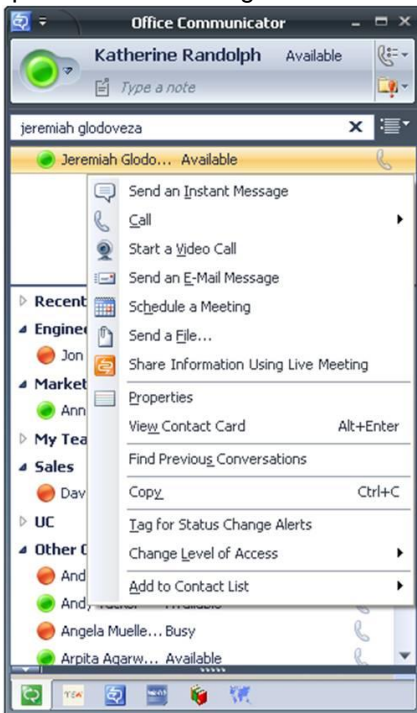 Office Communicator
Katherine Randolph Available
Type a note
jeremiah glodoveza
Jeremiah Glodo... Available
Send an Instant Message
Call
Start a Video Call
Send an E-Mail Message
Schedule a Meeting
Send a File...
Share Information Using Live Meeting
Properties
View Contact Card Alt+Enter
Find Previous Conversations
Copy Ctrl+C
Tag for Status Change Alerts
Change Level of Access
Add to Contact List
Recent
Engine
Jon
Market
Ann
My Tea
Sales
Dav
UC
Other
And
Andy
Angela Muelle... Busy
Arpita Agarw... Available